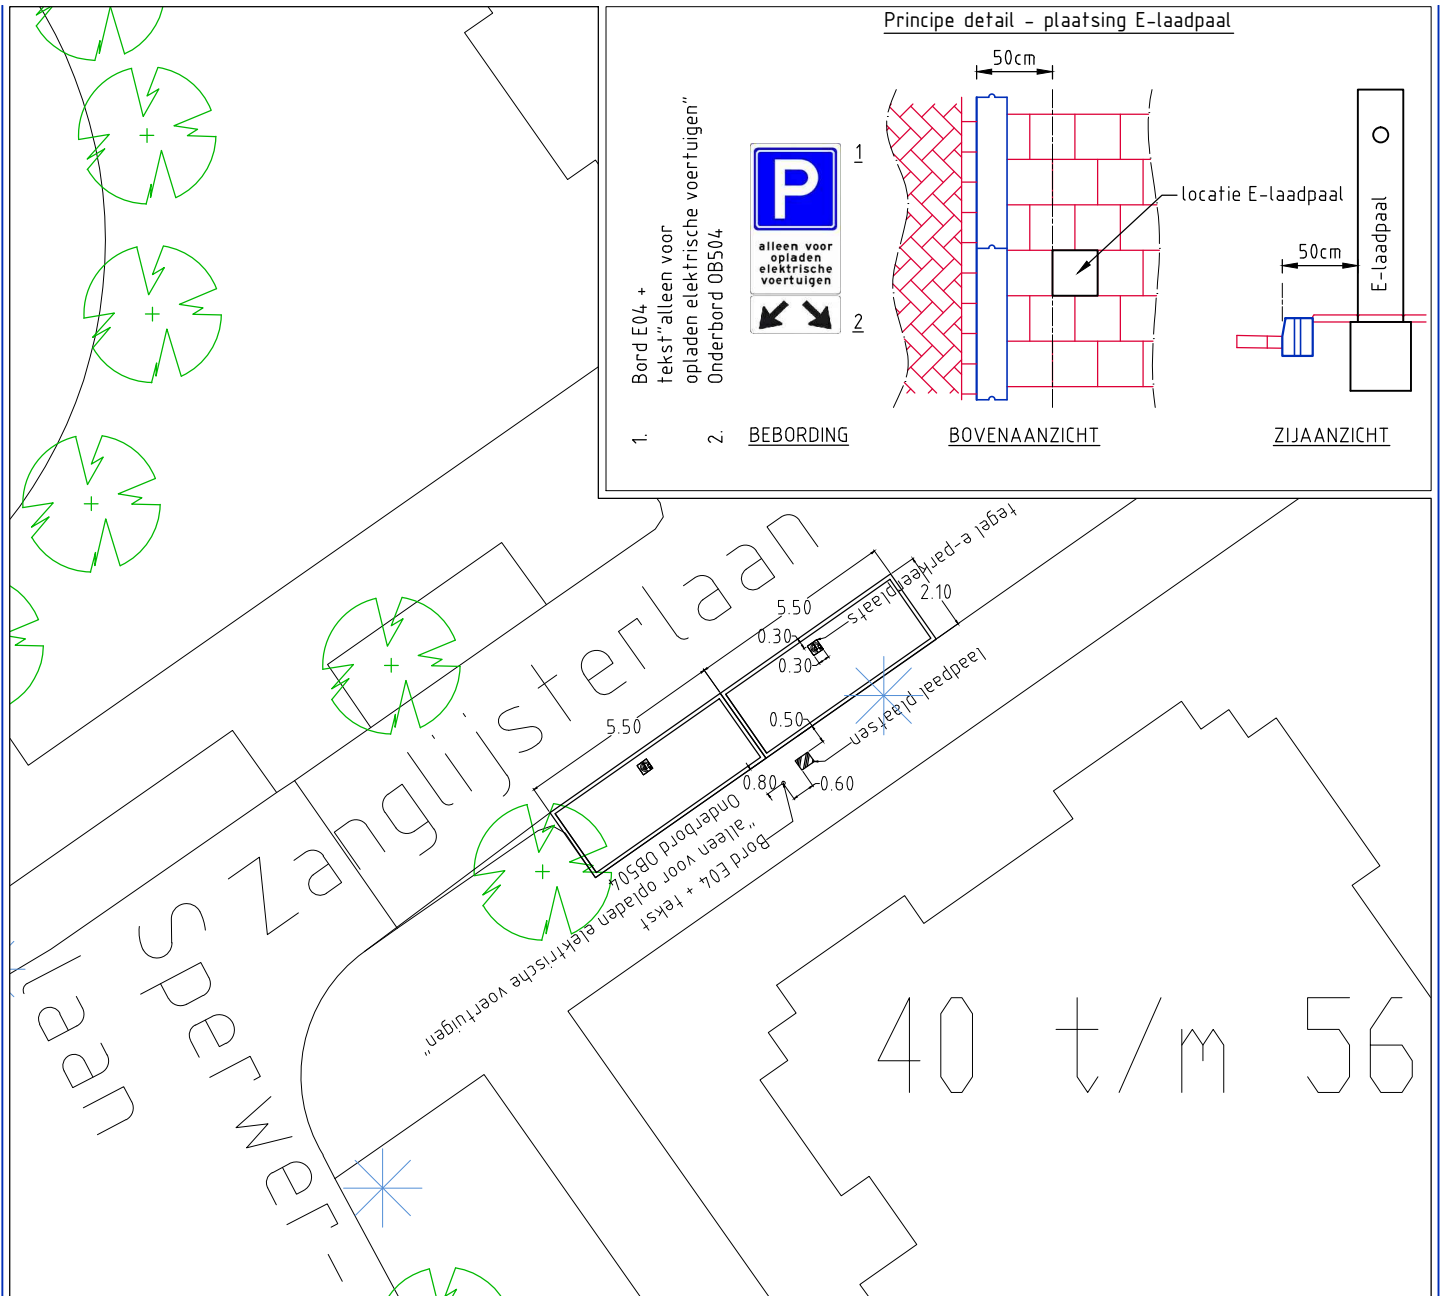 Principe detail - plaatsing E-laadpaal
1. Bord E04 +
tekst"alleen voor
opladen elektrische voertuigen"
2. Onderbord OB504
P
alleen voor
opladen
elektrische
voertuigen
1
2
BEBORDING
50cm
locatie E-laadpaal
BOVENAANZICHT
50cm
E-laadpaal
ZIJAANZICHT
Zanglijsterlaan
tegel e-parkeerplaats
5.50
2.10
0.30
0.30
laadpaal plaatsen
5.50
0.50
0.80
0.60
Bord E04 + tekst
"alleen voor opladen elektrische voertuigen"
Onderbord OB504
Sperwer-
laan
40 t/m 56